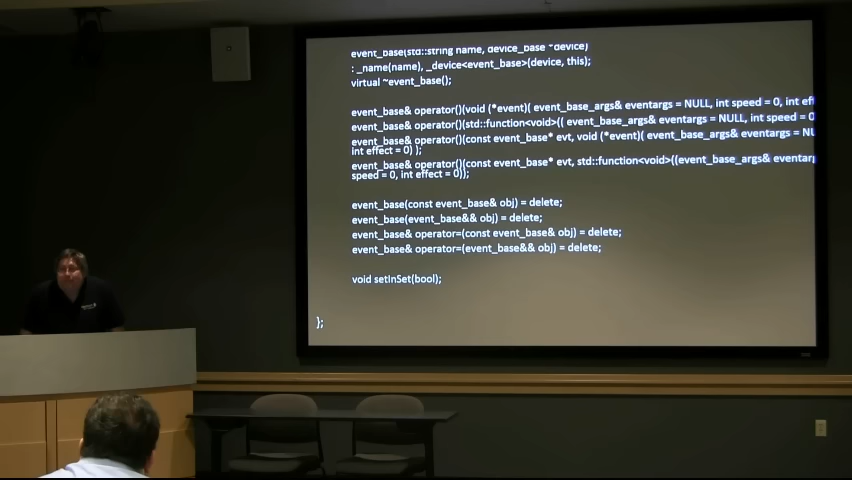 event_base(std::string name, device_base *device)
: _name(name), _device<event_base>(device, this);
virtual ~event_base();
event_base& operator()(void (*event)( event_base_args& eventargs = NULL, int speed = 0, int eff
event_base& operator()(std::function<void>(( event_base_args& eventargs = NULL, int speed = 0
event_base& operator()(const event_base* evt, void (*event)( event_base_args& eventargs = NU
int effect = 0) );
event_base& operator()(const event_base* evt, std::function<void>((event_base_args& eventarg
speed = 0, int effect = 0));
event_base(const event_base& obj) = delete;
event_base(event_base&& obj) = delete;
event_base& operator=(const event_base& obj) = delete;
event_base& operator=(event_base&& obj) = delete;
void setInSet(bool);
};